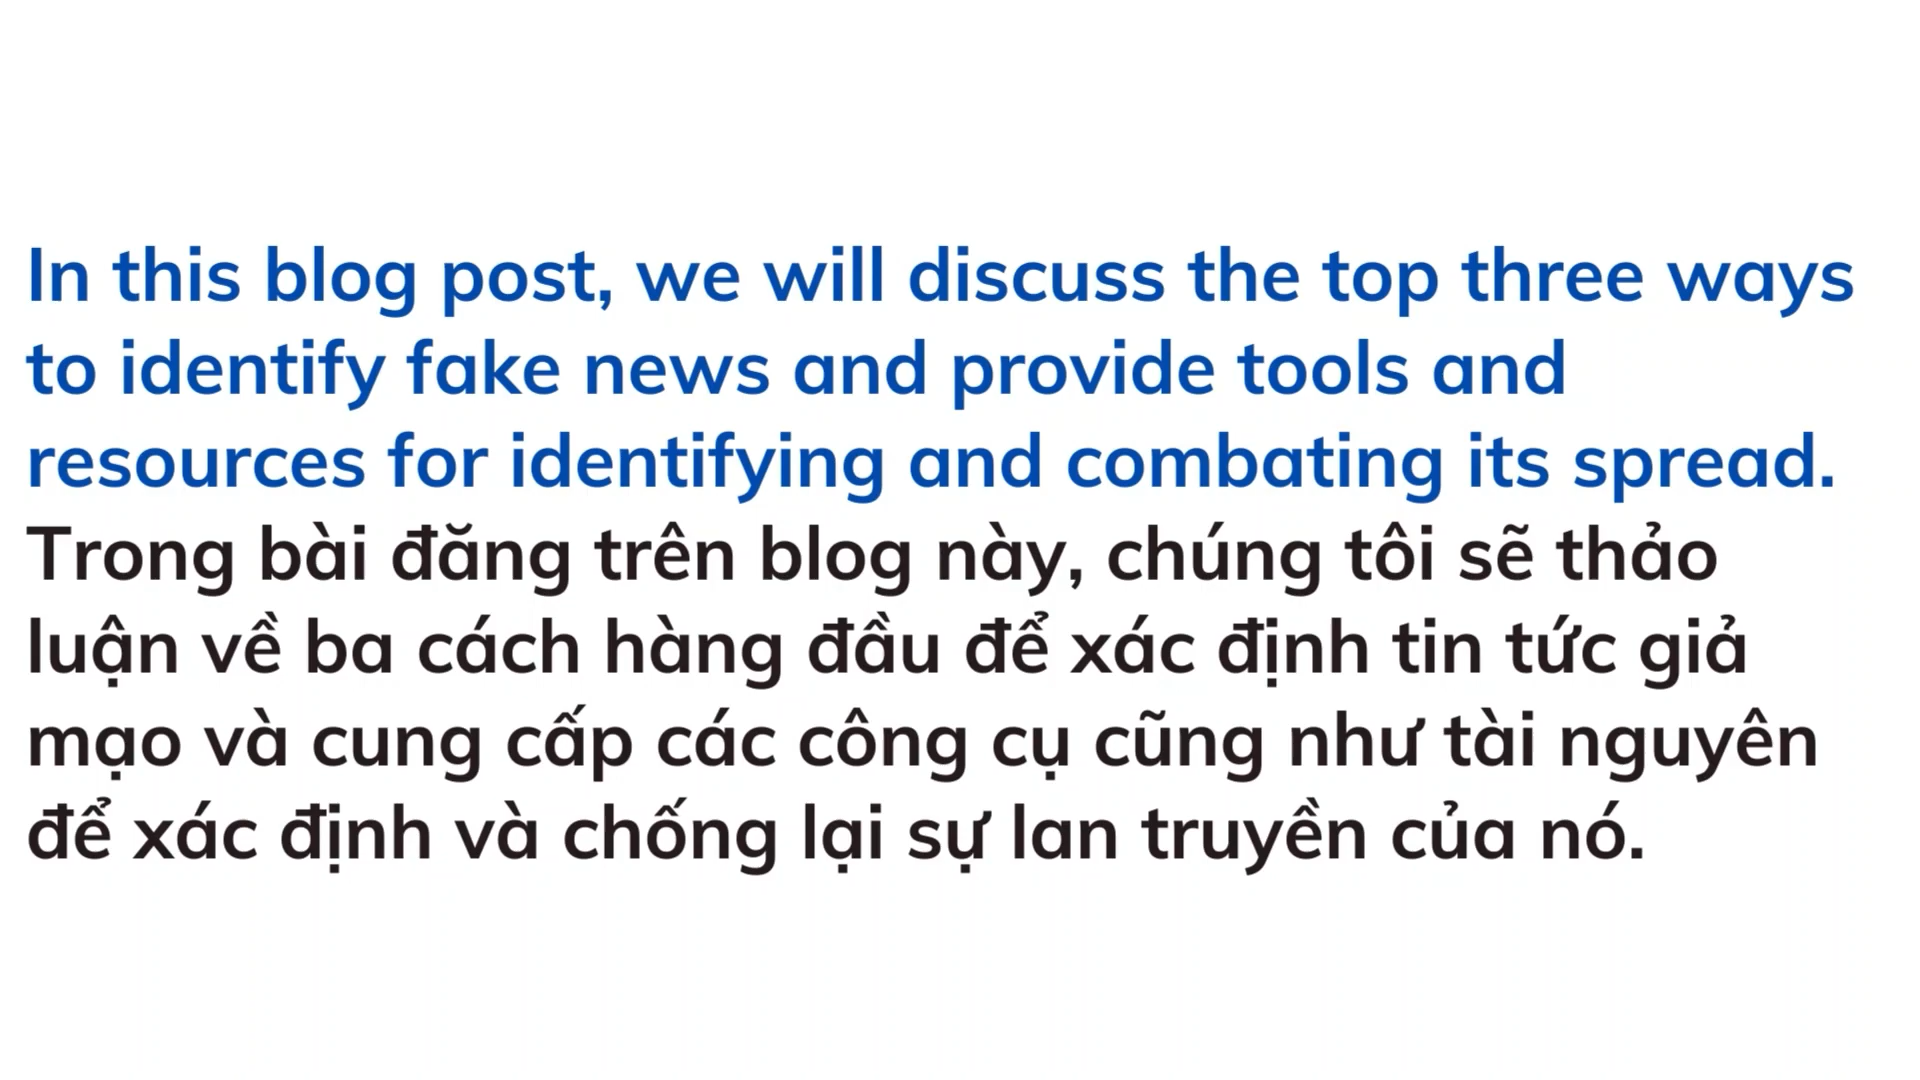 In this blog post, we will discuss the top three ways
to identify fake news and provide tools and
resources for identifying and combating its spread.
Trong bài đăng trên blog này, chúng tôi sẽ thảo
luận về ba cách hàng đầu để xác định tin tức giả
mạo và cung cấp các công cụ cũng như tài nguyên
để xác định và chống lại sự lan truyền của nó.